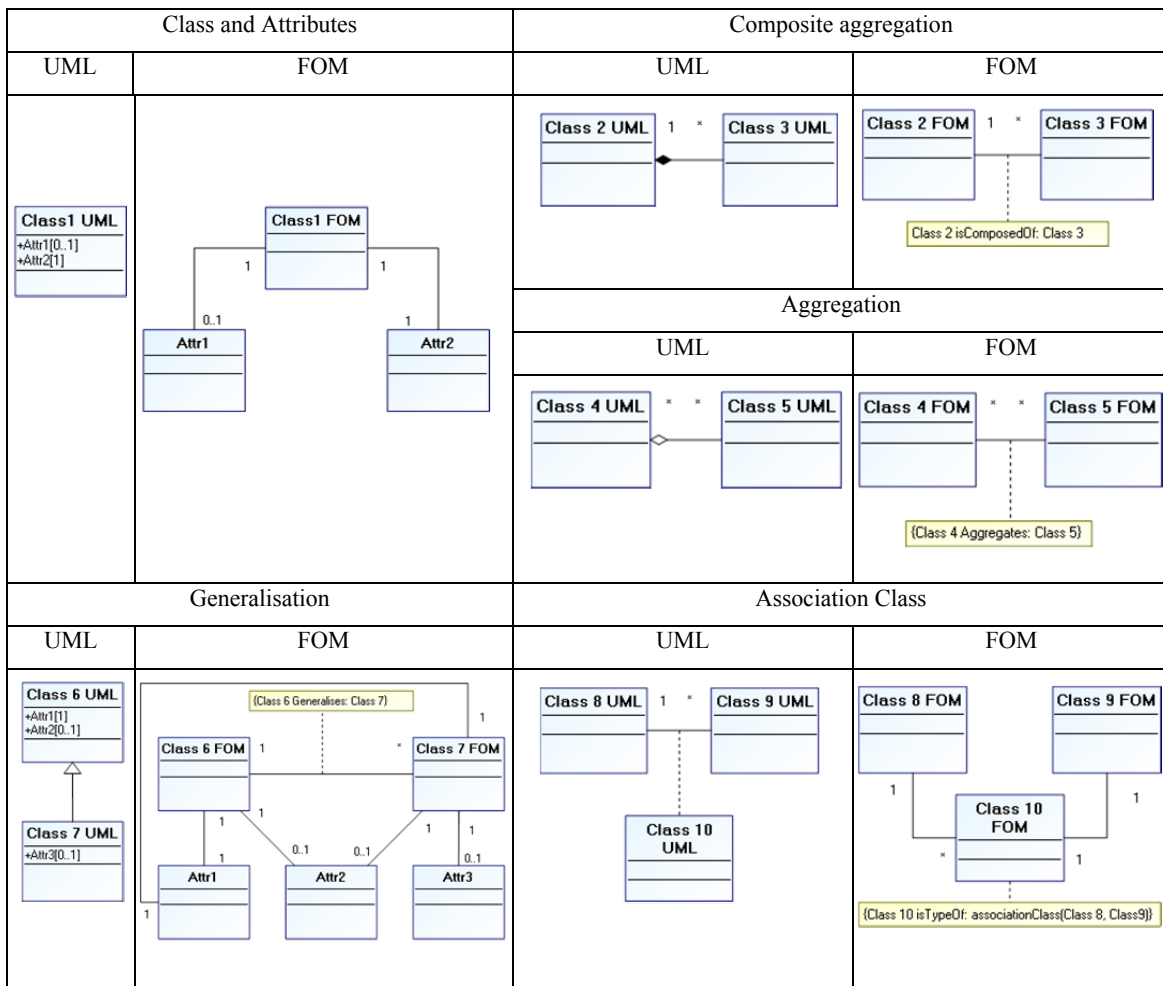 Class and Attributes
UML
FOM
Class1 UML
+Attr1[0..1]
+Attr2[1]
Class1 FOM
1
1
0..1
1
Attr1
Attr2
Composite aggregation
UML
FOM
Class 2 UML
1
*
Class 3 UML
Class 2 FOM
1
*
Class 3 FOM
Class 2 isComposedOf: Class 3
Aggregation
UML
FOM
Class 4 UML
*
*
Class 5 UML
Class 4 FOM
*
*
Class 5 FOM
{Class 4 Aggregates: Class 5}
Generalisation
UML
FOM
Class 6 UML
+Attr1[1]
+Attr2[0..1]
Class 7 UML
+Attr3[0..1]
{Class 6 Generalises: Class 7}
1
Class 6 FOM
1
*
Class 7 FOM
1
1
1
1
1
0..1
0..1
0..1
Attr1
Attr2
Attr3
1
Association Class
UML
FOM
Class 8 UML
1
*
Class 9 UML
Class 10
UML
Class 8 FOM
Class 9 FOM
1
1
Class 10
FOM
*
1
{Class 10 isTypeOf: associationClass(Class 8, Class9)}